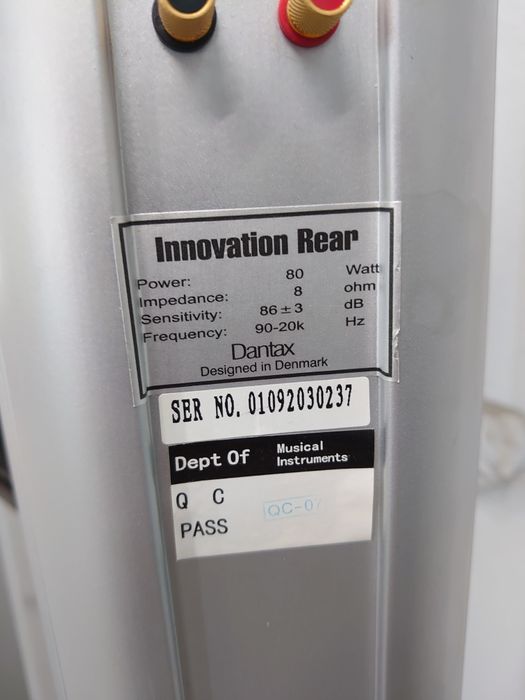 Innovation Rear
Power: 80 Watt
Impedance: 8 ohm
Sensitivity: 86±3 dB
Frequency: 90-20k Hz
Dantax
Designed in Denmark
SER NO. 01092030237
Dept Of Musical Instruments
Q C
PASS